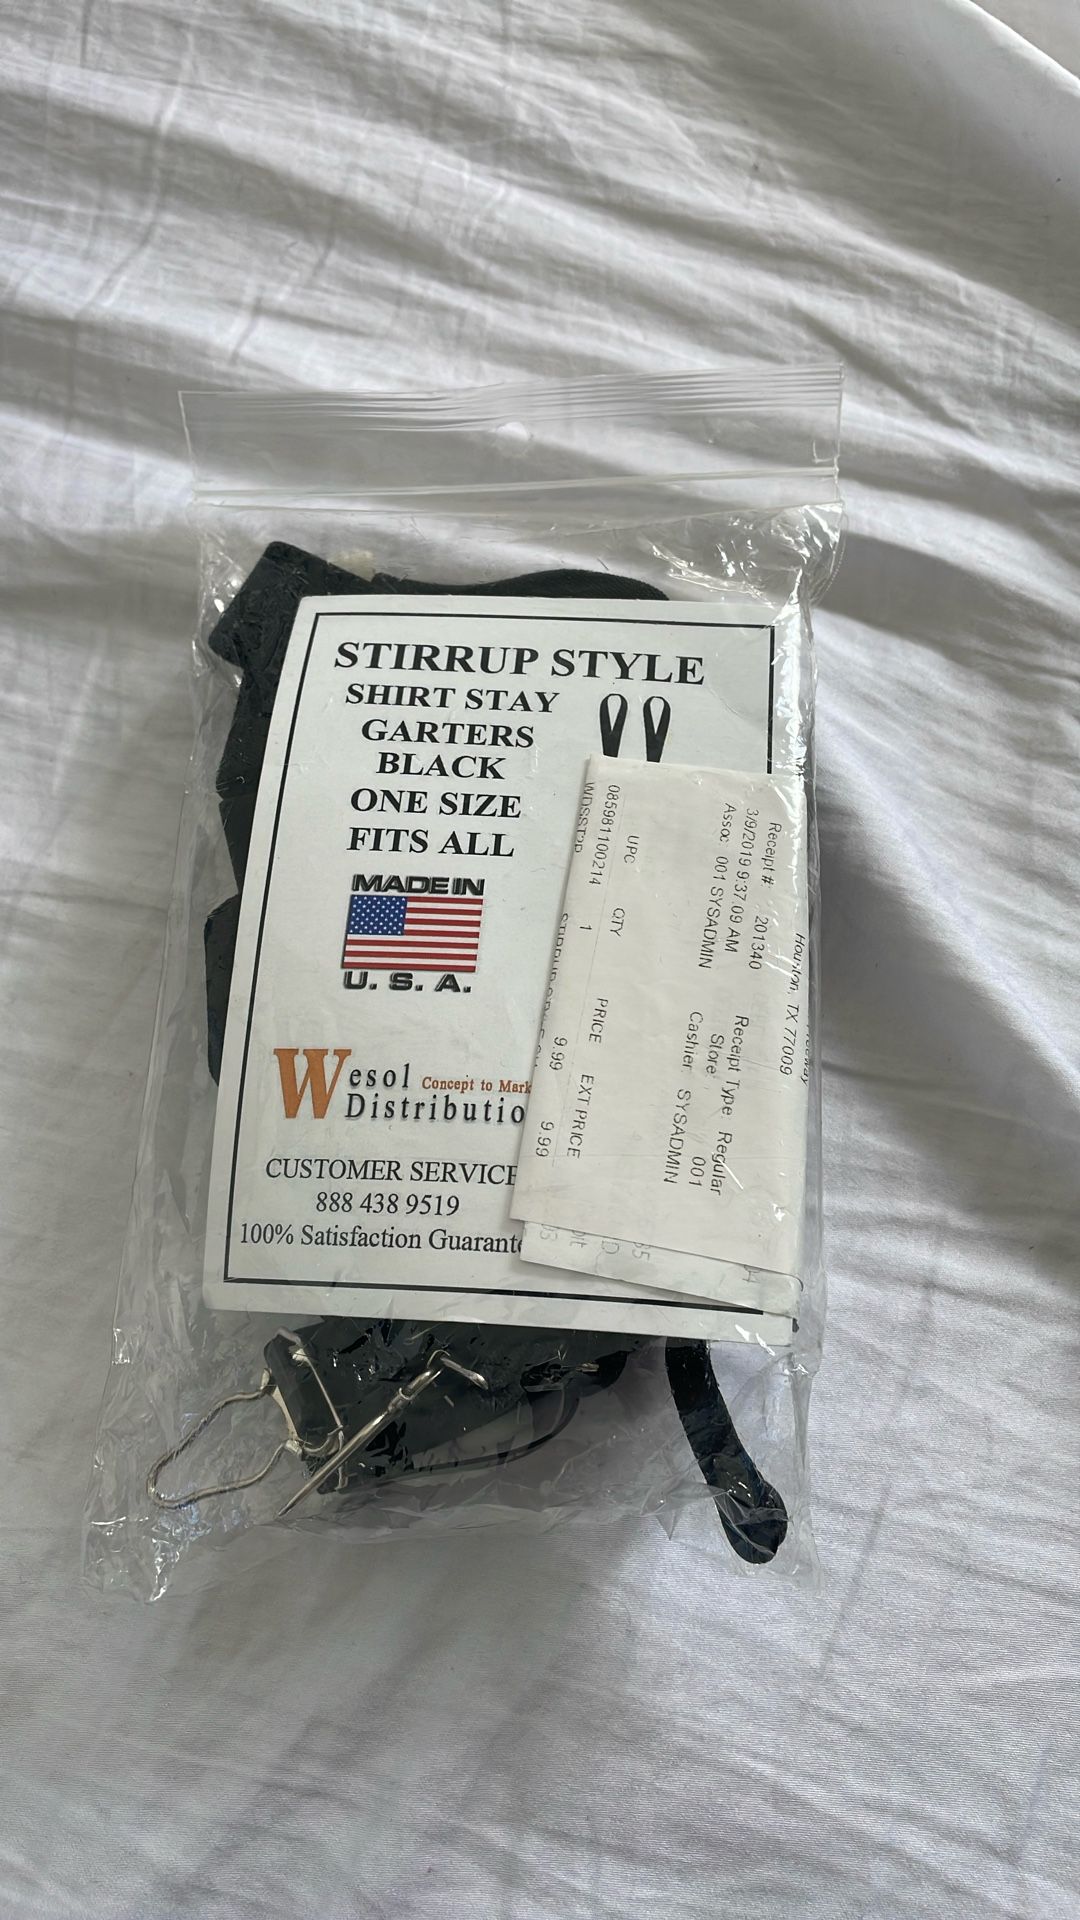 STIRRUP STYLE
SHIRT STAY
GARTERS
BLACK
ONE SIZE
FITS ALL
MADE IN
U. S. A.
Wesol Concept to Mark
Distributio
CUSTOMER SERVICE
888 438 9519
100% Satisfaction Guarante
Houston, TX 77009
Receipt #: 201340 Receipt Type: Regular
3/9/2019 9:37:09 AM Store: 001
Assoc: 001 SYSADMIN Cashier: SYSADMIN
UPC QTY PRICE EXT PRICE
085981100214 1 9.99 9.99